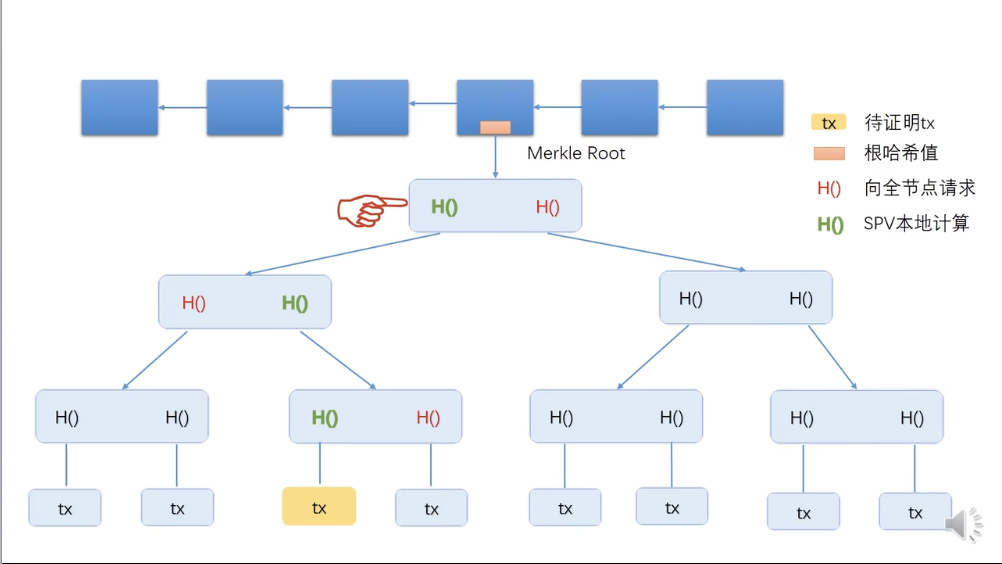 Merkle Root
tx 待证明tx
根哈希值
H() 向全节点请求
H() SPV本地计算
H() H()
H() H() H() H()
H() H() H() H() H() H() H() H()
tx tx tx tx tx tx tx tx